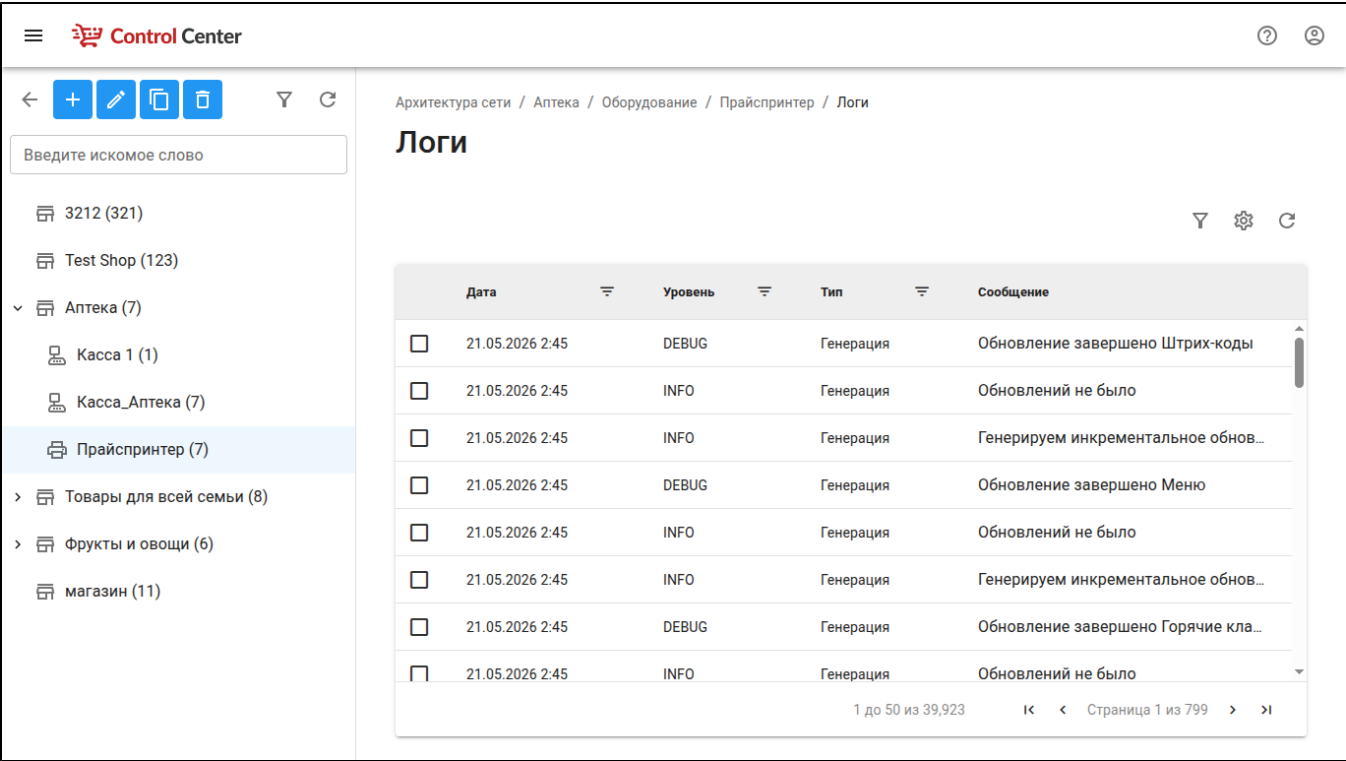 Control Center
Введите искомое слово
3212 (321)
Test Shop (123)
Аптека (7)
Касса 1 (1)
Касса_Аптека (7)
Прайспринтер (7)
Товары для всей семьи (8)
Фрукты и овощи (6)
магазин (11)
Архитектура сети / Аптека / Оборудование / Прайспринтер / Логи
Логи
Дата Уровень Тип Сообщение
21.05.2026 2:45 DEBUG Генерация Обновление завершено Штрих-коды
21.05.2026 2:45 INFO Генерация Обновлений не было
21.05.2026 2:45 INFO Генерация Генерируем инкрементальное обнов...
21.05.2026 2:45 DEBUG Генерация Обновление завершено Меню
21.05.2026 2:45 INFO Генерация Обновлений не было
21.05.2026 2:45 INFO Генерация Генерируем инкрементальное обнов...
21.05.2026 2:45 DEBUG Генерация Обновление завершено Горячие кла...
21.05.2026 2:45 INFO Генерация Обновлений не было
1 до 50 из 39,923 Страница 1 из 799